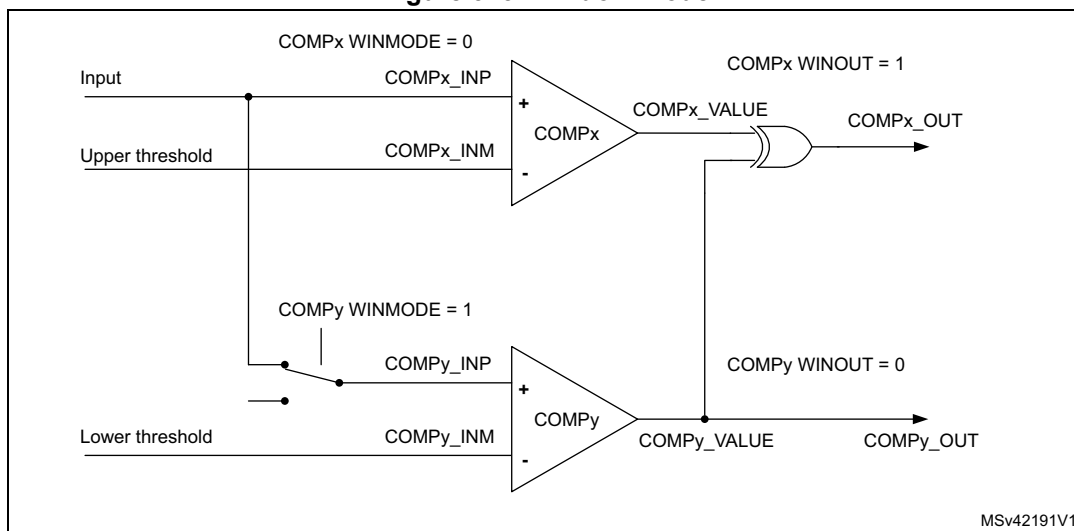 COMPx WINMODE = 0
COMPx WINOUT = 1
Input
COMPx_INP
+
COMPx
COMPx_VALUE
COMPx_OUT
Upper threshold
COMPx_INM
-
COMPy WINMODE = 1
COMPy_INP
COMPy WINOUT = 0
+
COMPy
Lower threshold
COMPy_INM
-
COMPy_VALUE
COMPy_OUT
MSv42191V1